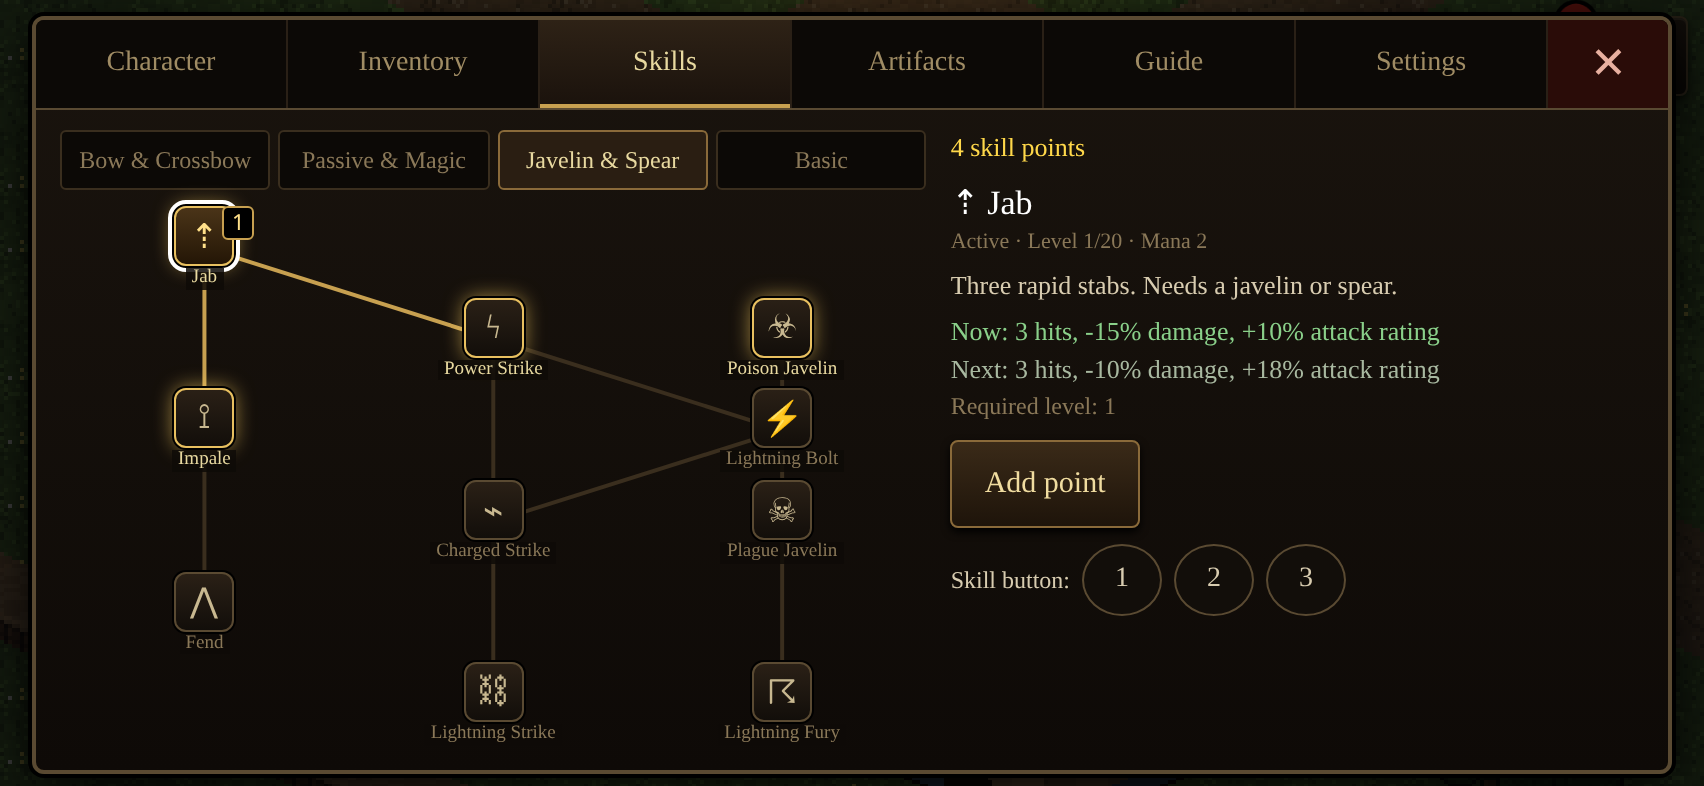 Character
Inventory
Skills
Artifacts
Guide
Settings
✕
Bow & Crossbow
Passive & Magic
Javelin & Spear
Basic
1
Jab
Power Strike
Poison Javelin
Impale
Lightning Bolt
Charged Strike
Plague Javelin
Fend
Lightning Strike
Lightning Fury
4 skill points
⇡ Jab
Active · Level 1/20 · Mana 2
Three rapid stabs. Needs a javelin or spear.
Now: 3 hits, -15% damage, +10% attack rating
Next: 3 hits, -10% damage, +18% attack rating
Required level: 1
Add point
Skill button: 1 2 3